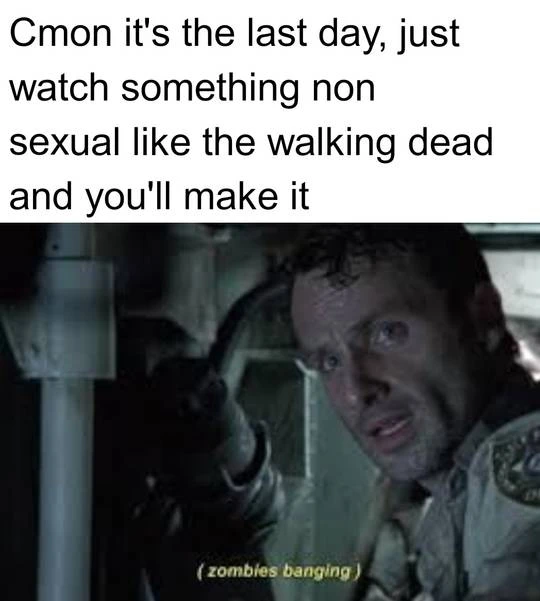 Cmon it's the last day, just
watch something non
sexual like the walking dead
and you'll make it
( zombies banging )